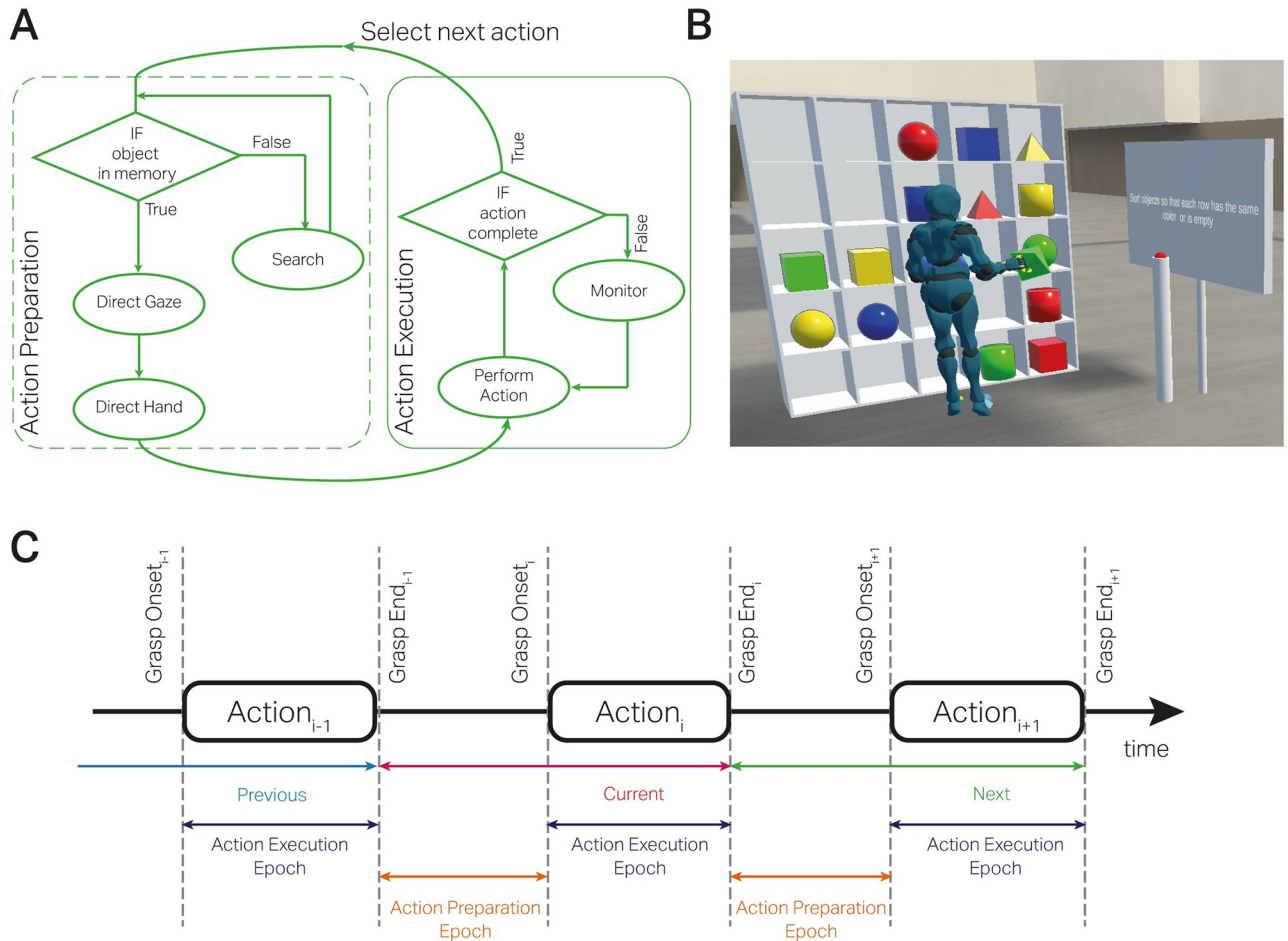 A
Select next action
IF
object
in memory
False
True
Search
Direct Gaze
Direct Hand
Action Preparation
True
IF
action
complete
False
Monitor
Perform
Action
Action Execution
B
Sort objects so that each row has the same
color or is empty
C
Grasp Onset i-1
Grasp End i-1
Grasp Onset i
Grasp End i
Grasp Onset i+1
Grasp End i+1
Action i-1
Action i
Action i+1
time
Previous
Current
Next
Action Execution
Epoch
Action Execution
Epoch
Action Execution
Epoch
Action Preparation
Epoch
Action Preparation
Epoch